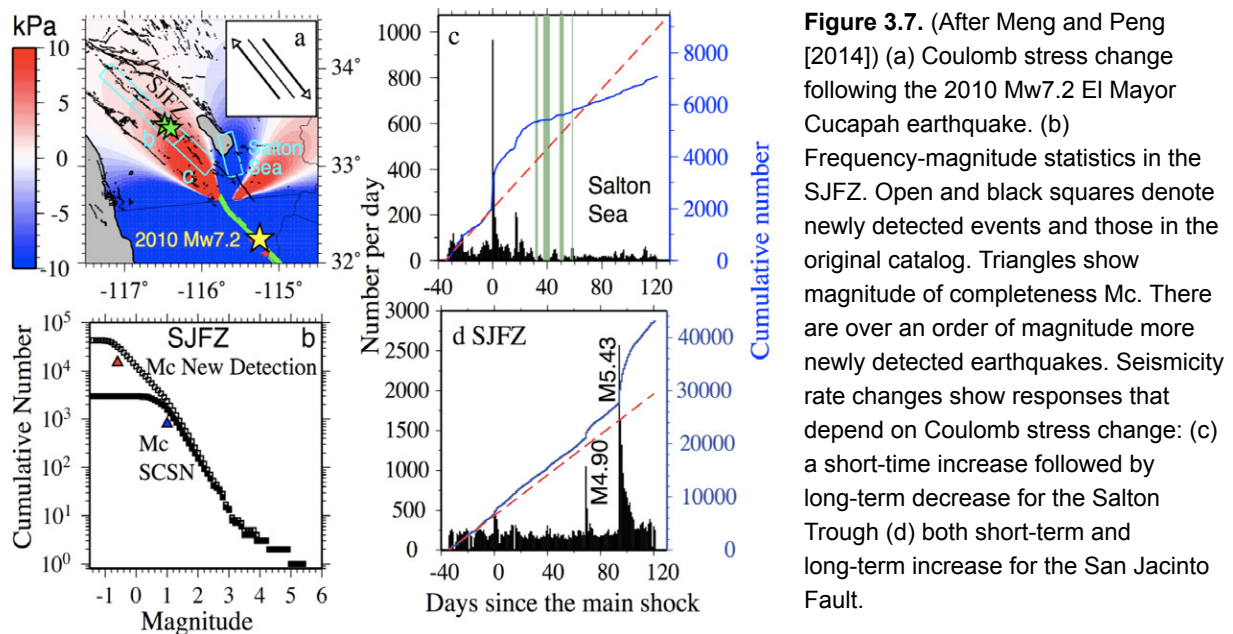 kPa
10
5
0
-5
-10
a
SJFZ
b
c
Salton
Sea
2010 Mw7.2
34°
33°
32°
-117°
-116°
-115°
c
Number per day
1000
800
600
400
200
0
Salton
Sea
-40
0
40
80
120
8000
6000
4000
2000
0
Cumulative number
b
SJFZ
Mc New Detection
Mc
SCSN
Cumulative Number
10^5
10^4
10^3
10^2
10^1
10^0
-1 0 1 2 3 4 5 6
Magnitude
d SJFZ
M4.90
M5.43
3000
2500
2000
1500
1000
500
0
-40
0
40
80
120
40000
30000
20000
10000
0
Days since the main shock
Figure 3.7. (After Meng and Peng
[2014]) (a) Coulomb stress change
following the 2010 Mw7.2 El Mayor
Cucapah earthquake. (b)
Frequency-magnitude statistics in the
SJFZ. Open and black squares denote
newly detected events and those in the
original catalog. Triangles show
magnitude of completeness Mc. There
are over an order of magnitude more
newly detected earthquakes. Seismicity
rate changes show responses that
depend on Coulomb stress change: (c)
a short-time increase followed by
long-term decrease for the Salton
Trough (d) both short-term and
long-term increase for the San Jacinto
Fault.